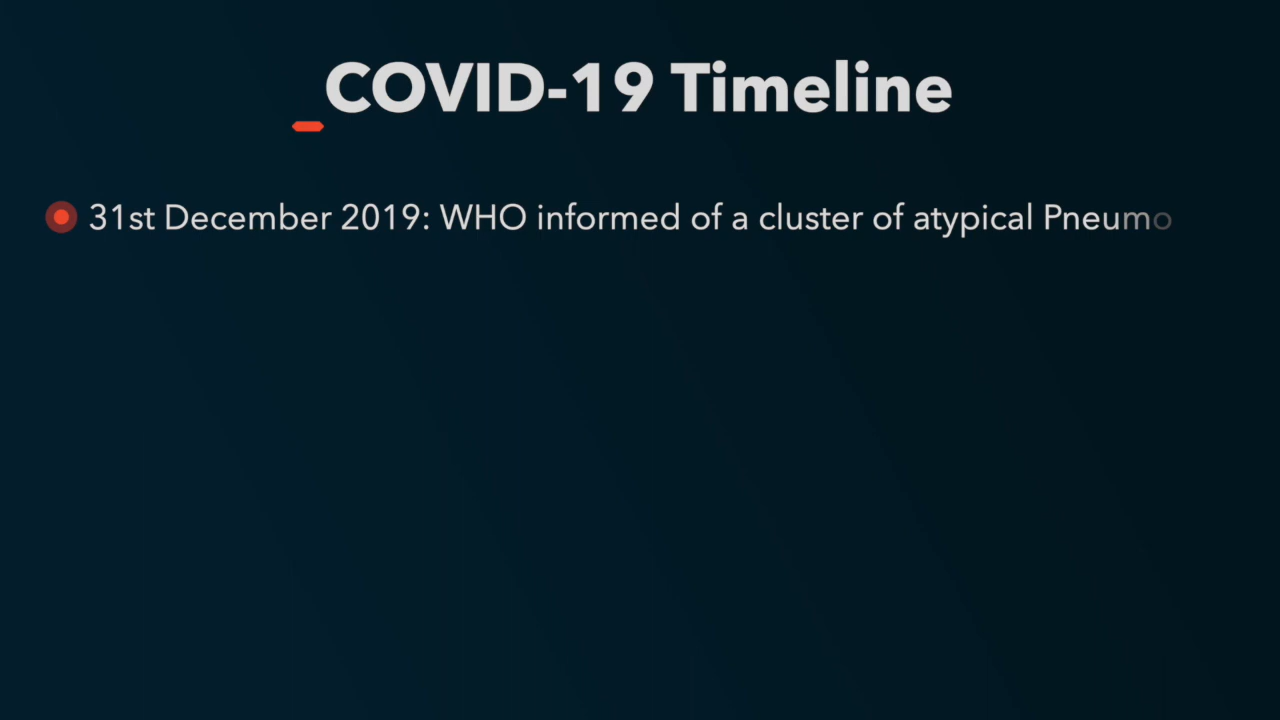 COVID-19 Timeline
31st December 2019: WHO informed of a cluster of atypical Pneumo